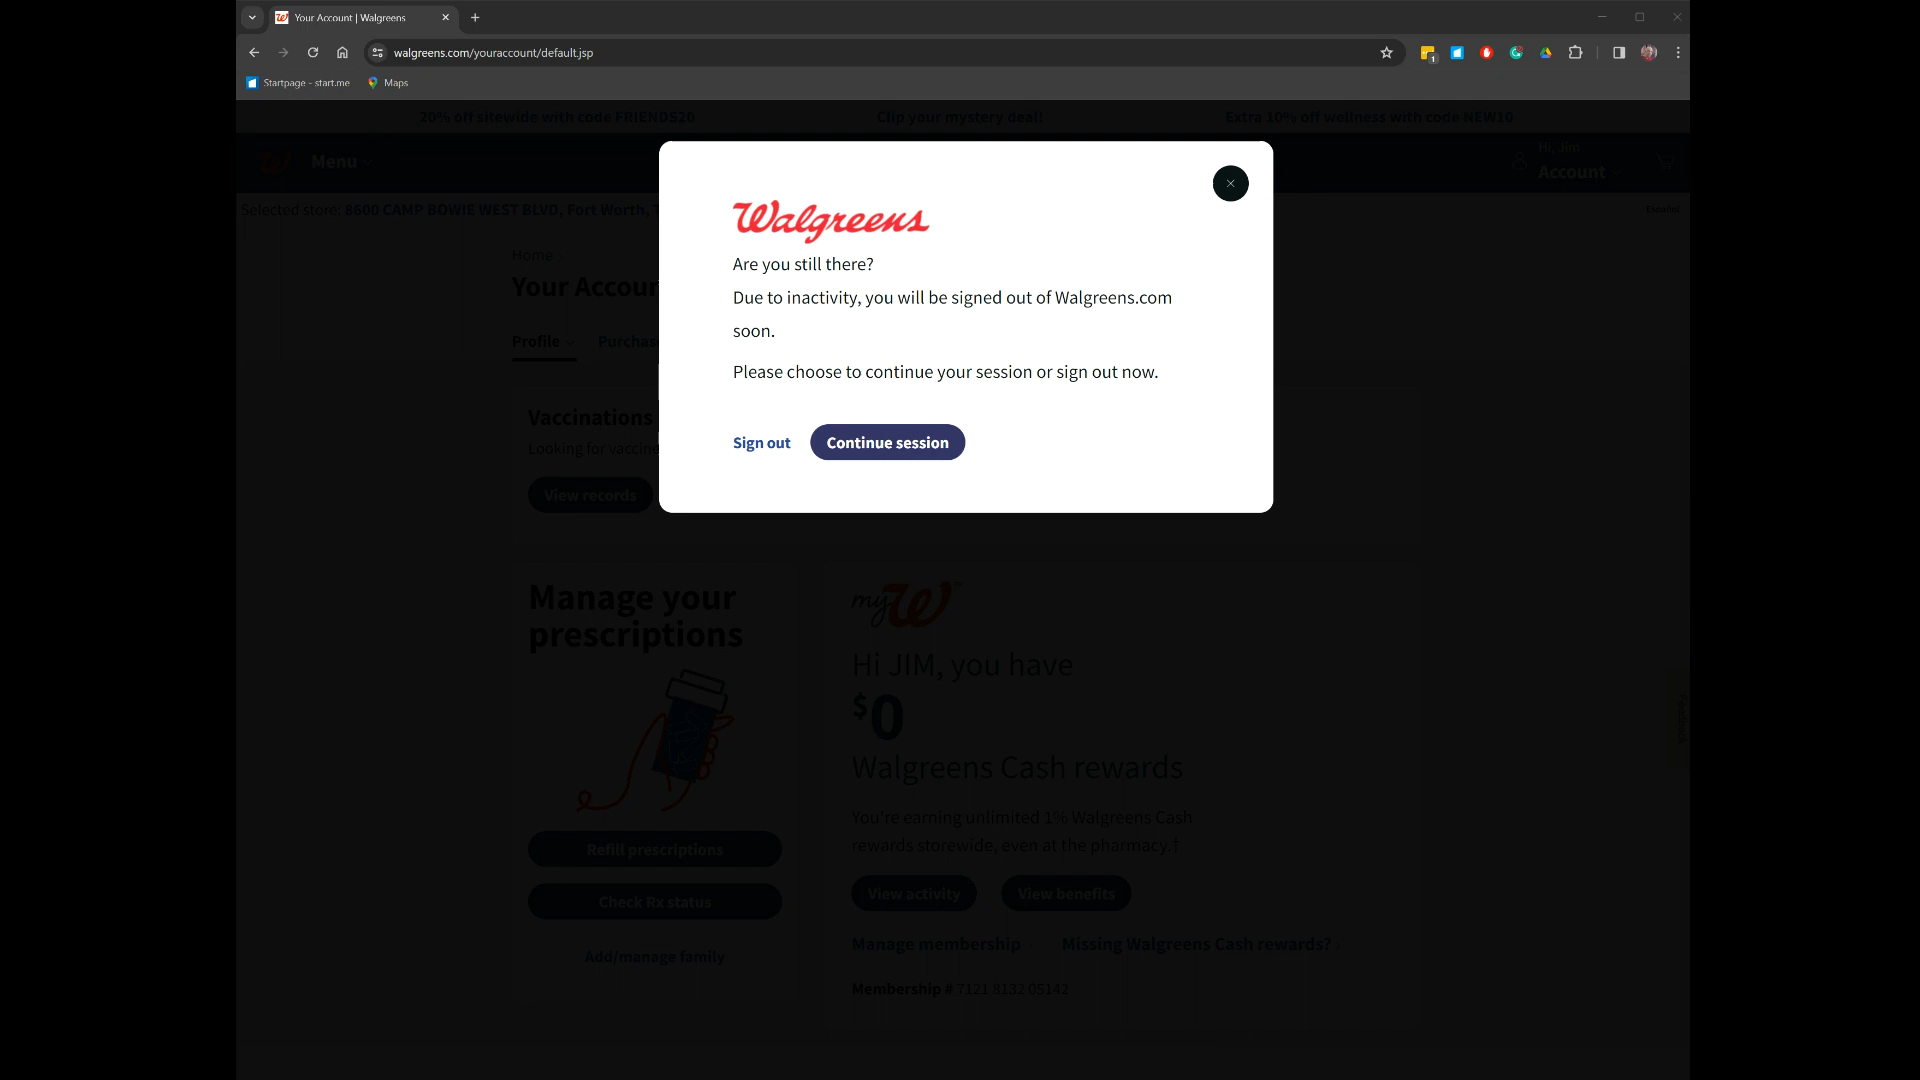 Your Account | Walgreens
walgreens.com/youraccount/default.jsp
1
Startpage - start.me Maps
20% off sitewide with code FRIENDS20 Clip your mystery deal! Extra 10% off wellness with code NEW10
Menu
Hi, Jim
Account
Selected store: 8600 CAMP BOWIE WEST BLVD, Fort Worth, T
Español
Home
Your Accoun
Profile Purchas
Walgreens
Are you still there?
Due to inactivity, you will be signed out of Walgreens.com
soon.
Please choose to continue your session or sign out now.
Sign out Continue session
Vaccinations
Looking for vaccine
View records
Manage your
prescriptions
Refill prescriptions
Check Rx status
Add/manage family
myW
Hi JIM, you have
$0
Walgreens Cash rewards
You're earning unlimited 1% Walgreens Cash
rewards storewide, even at the pharmacy.†
View activity View benefits
Manage membership Missing Walgreens Cash rewards?
Membership # 7121 8132 05142